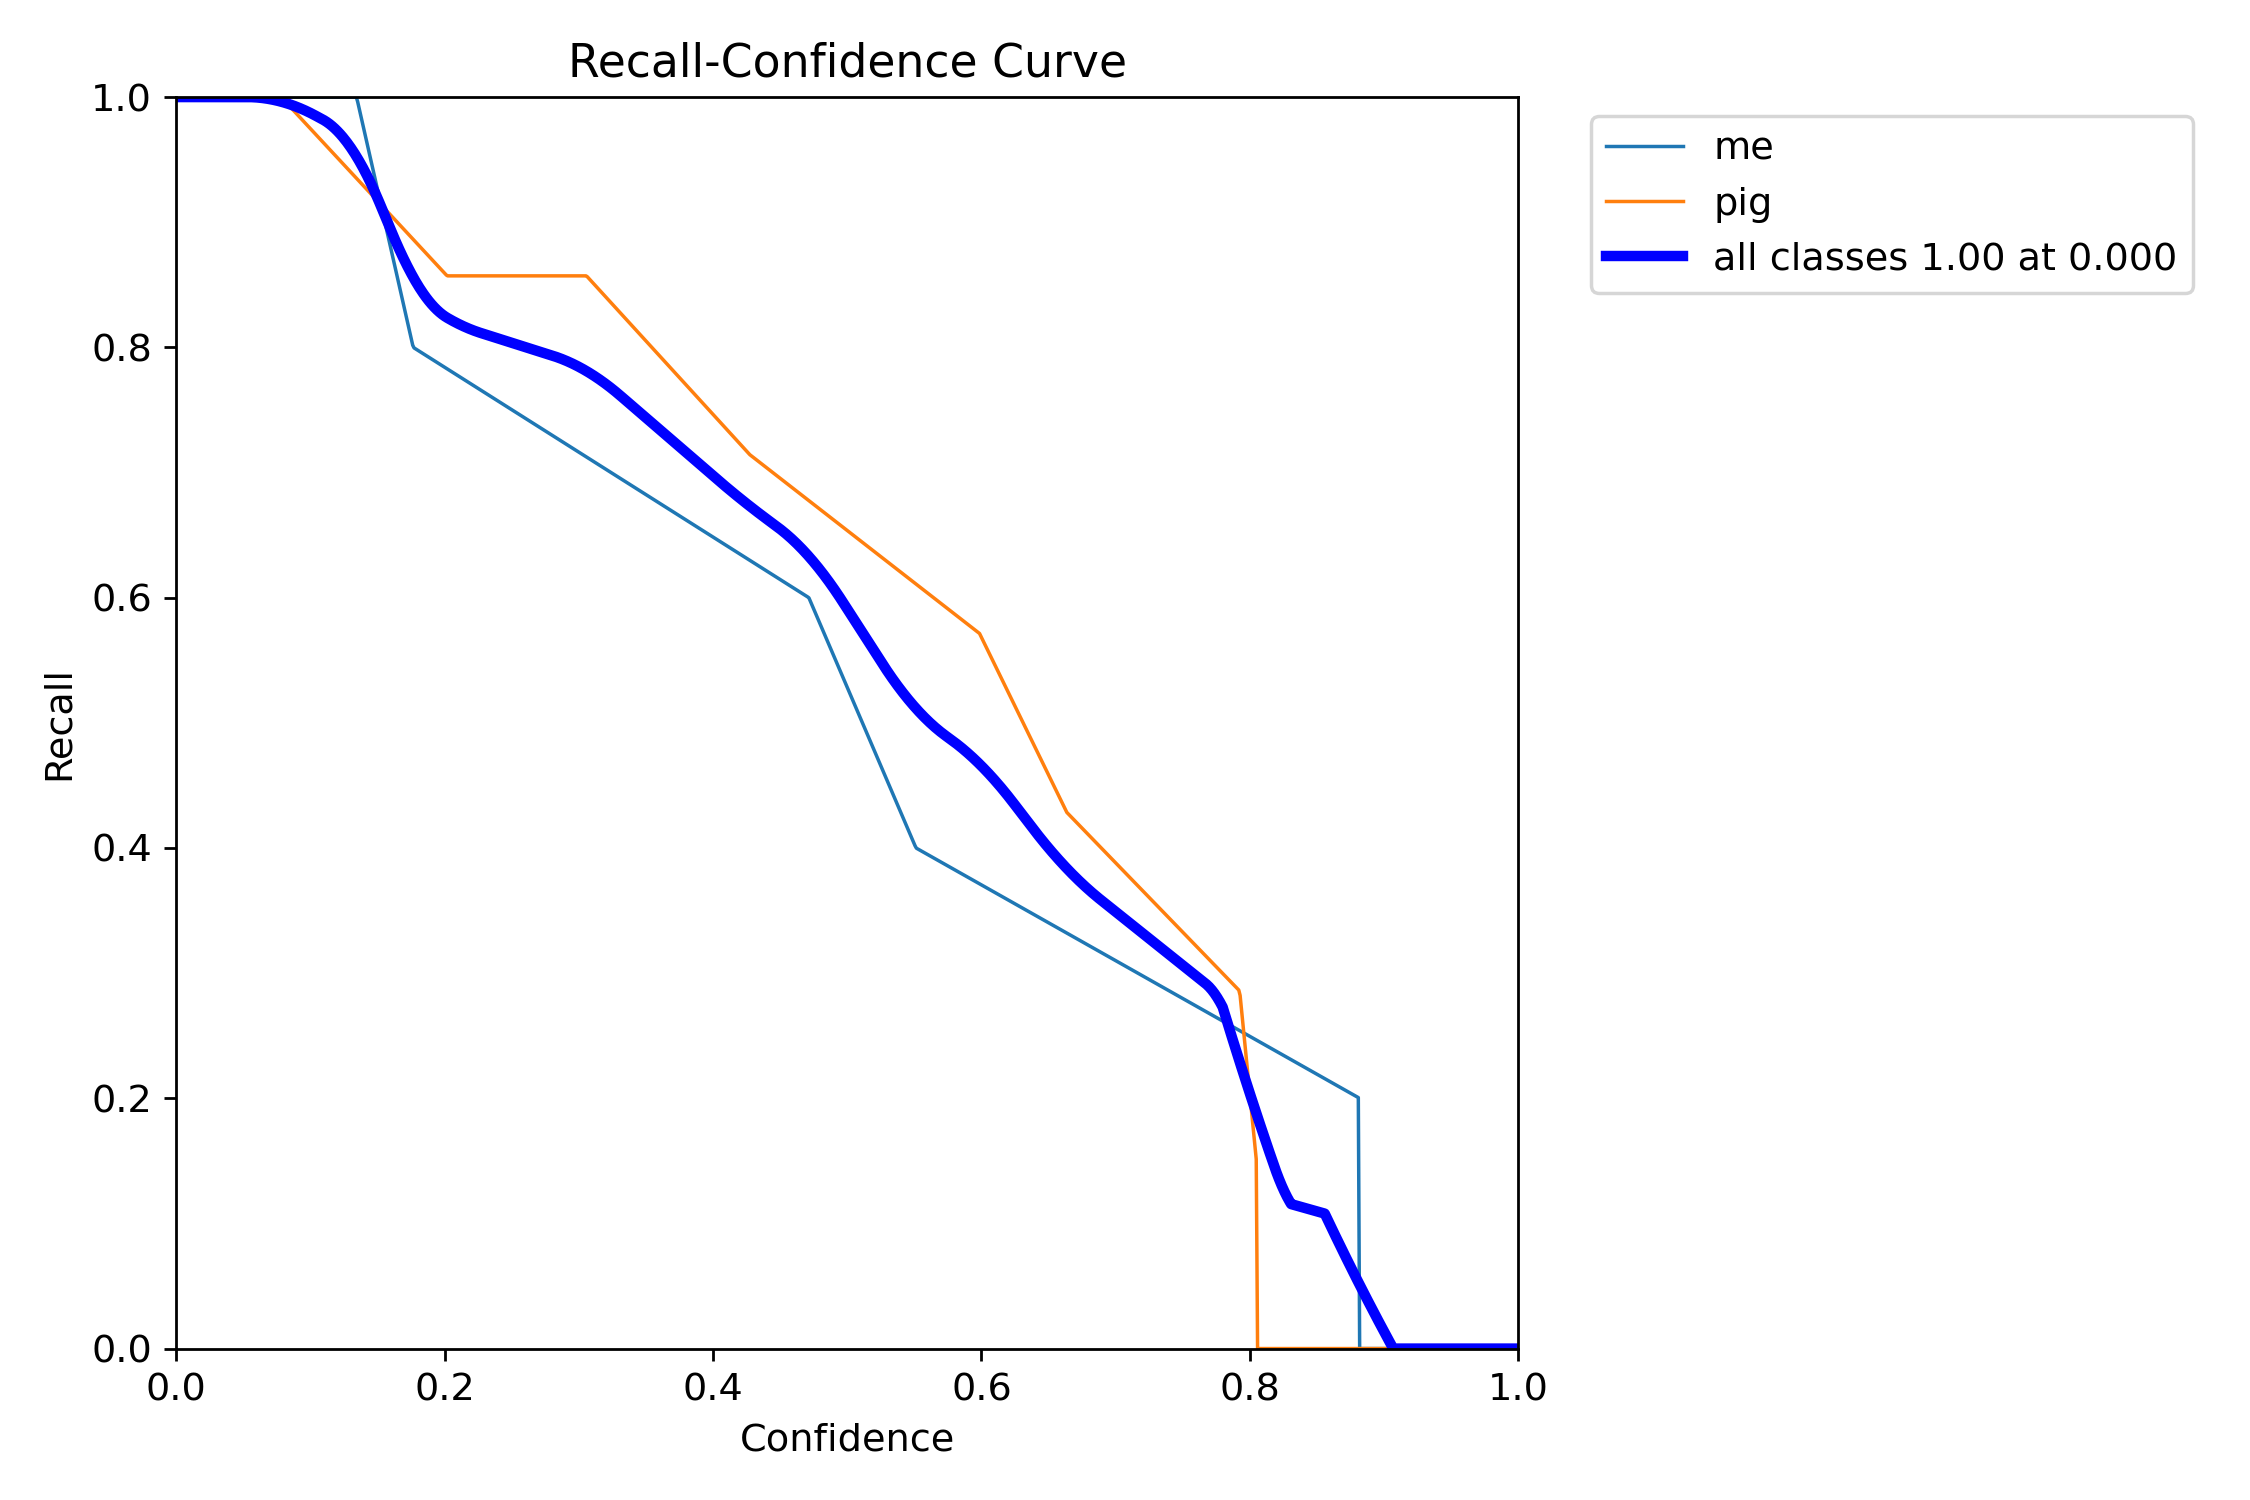 Recall-Confidence Curve
1.0
0.8
0.6
0.4
0.2
0.0
Recall
0.0 0.2 0.4 0.6 0.8 1.0
Confidence
me
pig
all classes 1.00 at 0.000